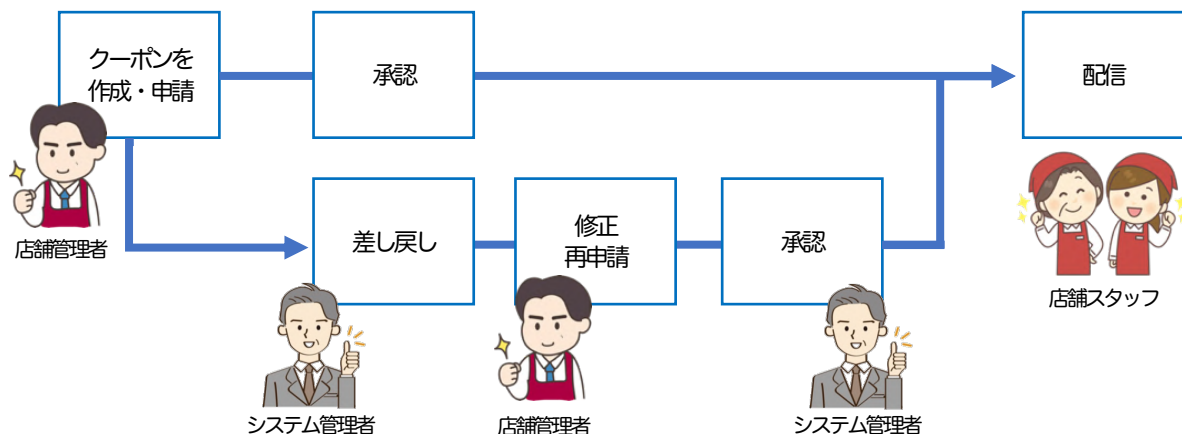 クーポンを
作成・申請
承認
配信
店舗管理者
差し戻し
修正
再申請
承認
店舗スタッフ
システム管理者
店舗管理者
システム管理者